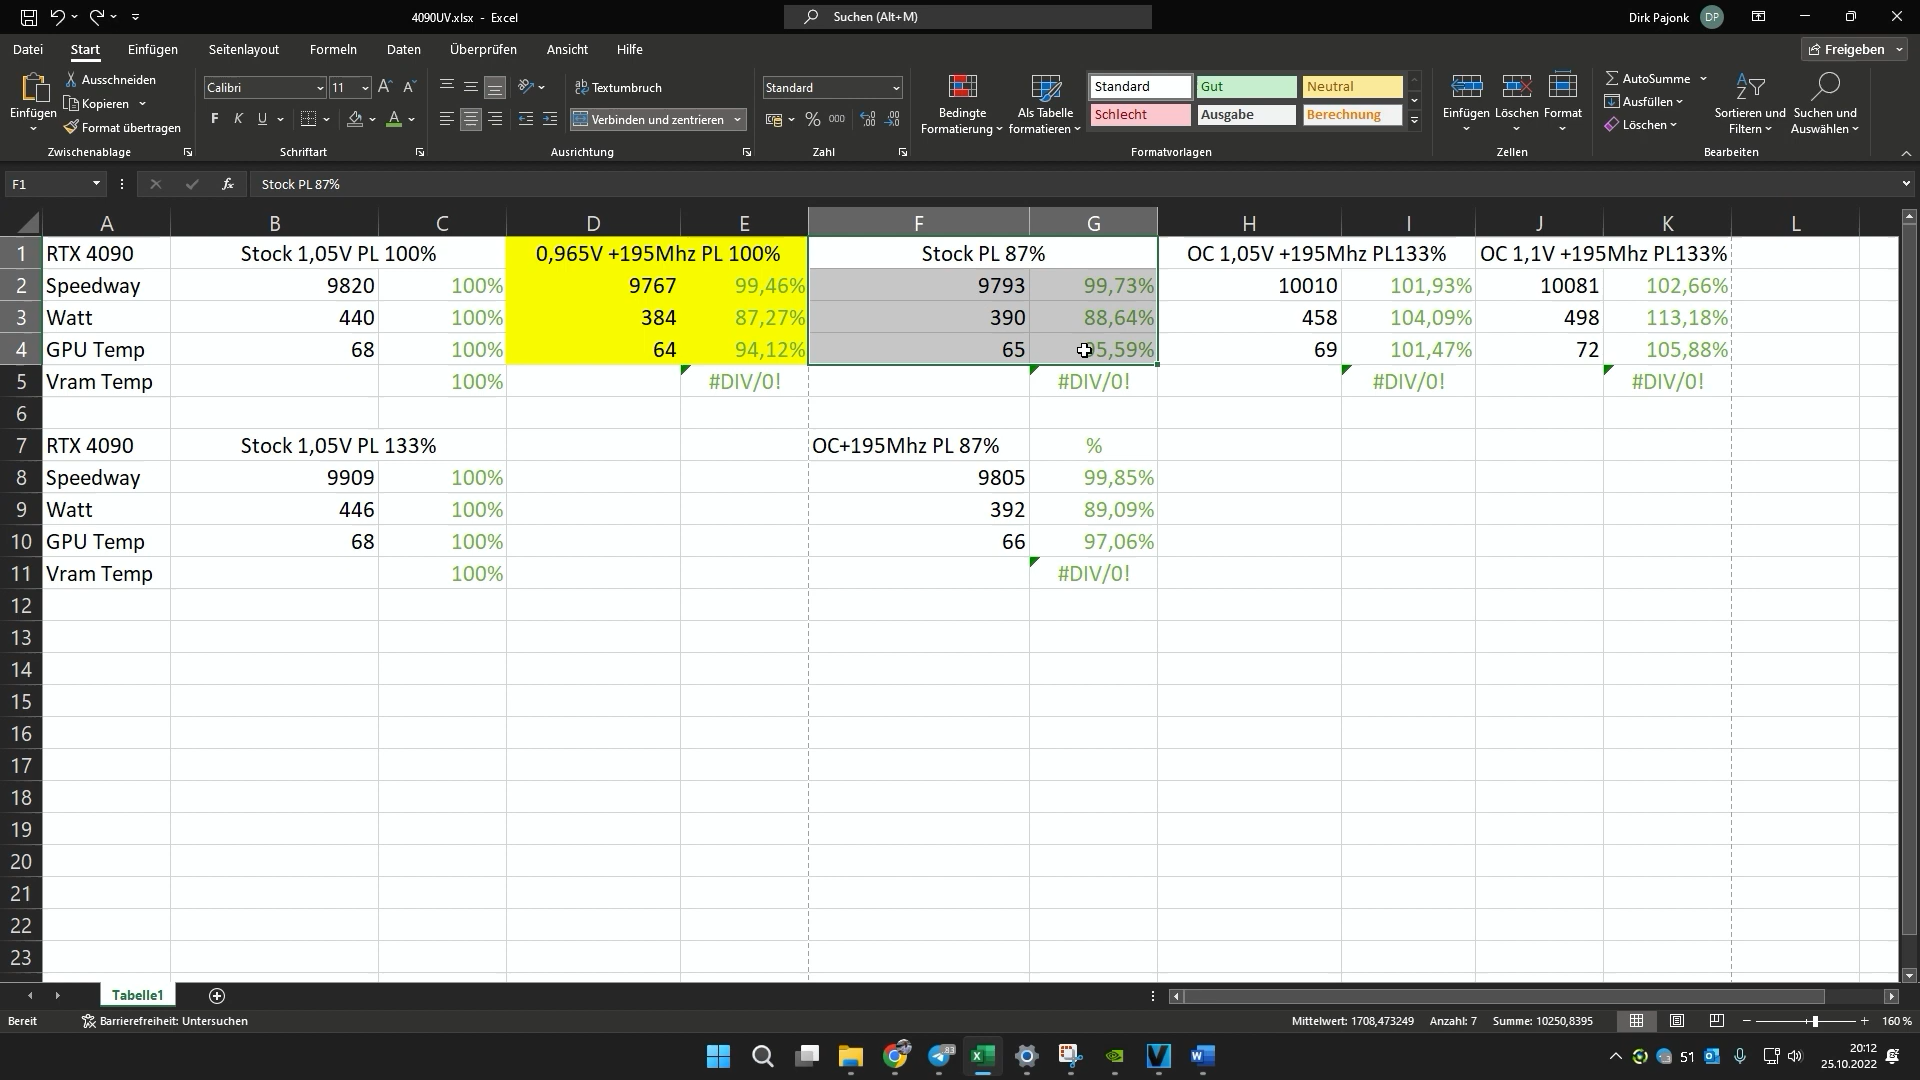 4090UV.xlsx - Excel
Suchen (Alt+M)
Dirk Pajonk
DP
Datei Start Einfügen Seitenlayout Formeln Daten Überprüfen Ansicht Hilfe
Freigeben
Einfügen
Ausschneiden
Kopieren
Format übertragen
Zwischenablage
Calibri 11
F K U
Schriftart
Textumbruch
Verbinden und zentrieren
Ausrichtung
Standard
% 000
Zahl
Bedingte Formatierung
Als Tabelle formatieren
Standard Gut Neutral
Schlecht Ausgabe Berechnung
Formatvorlagen
Einfügen Löschen Format
Zellen
AutoSumme
Ausfüllen
Löschen
Sortieren und Filtern
Suchen und Auswählen
Bearbeiten
F1 fx Stock PL 87%
A B C D E F G H I J K L
1 RTX 4090 Stock 1,05V PL 100% 0,965V +195Mhz PL 100% Stock PL 87% OC 1,05V +195Mhz PL133% OC 1,1V +195Mhz PL133%
2 Speedway 9820 100% 9767 99,46% 9793 99,73% 10010 101,93% 10081 102,66%
3 Watt 440 100% 384 87,27% 390 88,64% 458 104,09% 498 113,18%
4 GPU Temp 68 100% 64 94,12% 65 95,59% 69 101,47% 72 105,88%
5 Vram Temp 100% #DIV/0! #DIV/0! #DIV/0! #DIV/0!
6
7 RTX 4090 Stock 1,05V PL 133% OC+195Mhz PL 87% %
8 Speedway 9909 100% 9805 99,85%
9 Watt 446 100% 392 89,09%
10 GPU Temp 68 100% 66 97,06%
11 Vram Temp 100% #DIV/0!
12
13
14
15
16
17
18
19
20
21
22
23
Tabelle1
Bereit Barrierefreiheit: Untersuchen Mittelwert: 1708,473249 Anzahl: 7 Summe: 10250,8395 160 %
83
51
20:12
25.10.2022